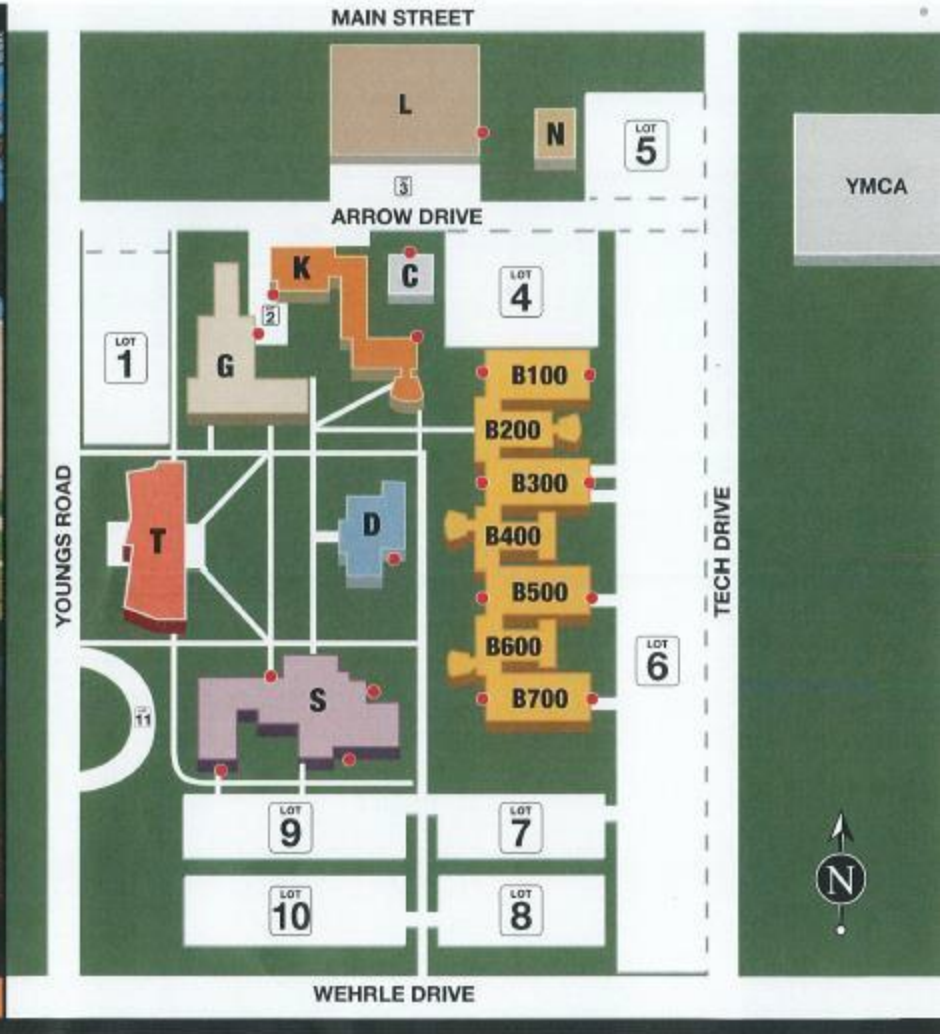 MAIN STREET
L
N
LOT
5
YMCA
3
ARROW DRIVE
K
C
LOT
4
2
LOT
1
G
B100
B200
B300
B400
B500
B600
B700
T
D
YOUNGS ROAD
TECH DRIVE
LOT
6
S
11
LOT
9
LOT
7
LOT
10
LOT
8
N
WEHRLE DRIVE